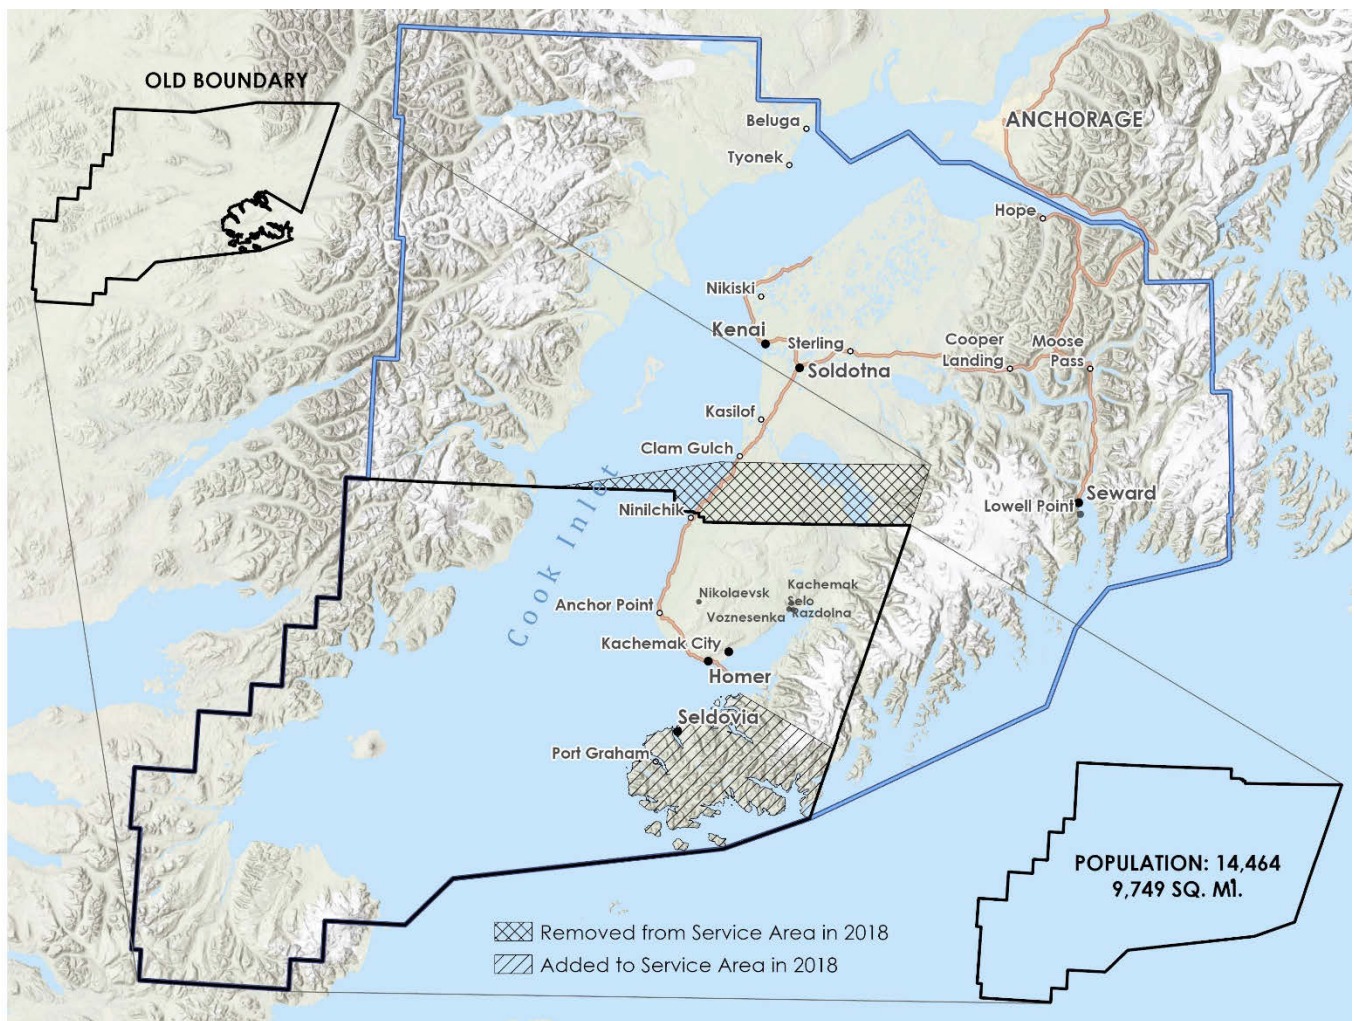 OLD BOUNDARY
Beluga
ANCHORAGE
Tyonek
Hope
Nikiski
Kenai
Sterling
Cooper
Landing
Moose
Pass
Soldotna
Kasilof
Clam Gulch
Cook Inlet
Seward
Lowell Point
Ninilchik
Kachemak
Selo
Nikolaevsk
Razdolna
Voznesenka
Anchor Point
Kachemak City
Homer
Seldovia
Port Graham
POPULATION: 14,464
9,749 SQ. MI.
Removed from Service Area in 2018
Added to Service Area in 2018